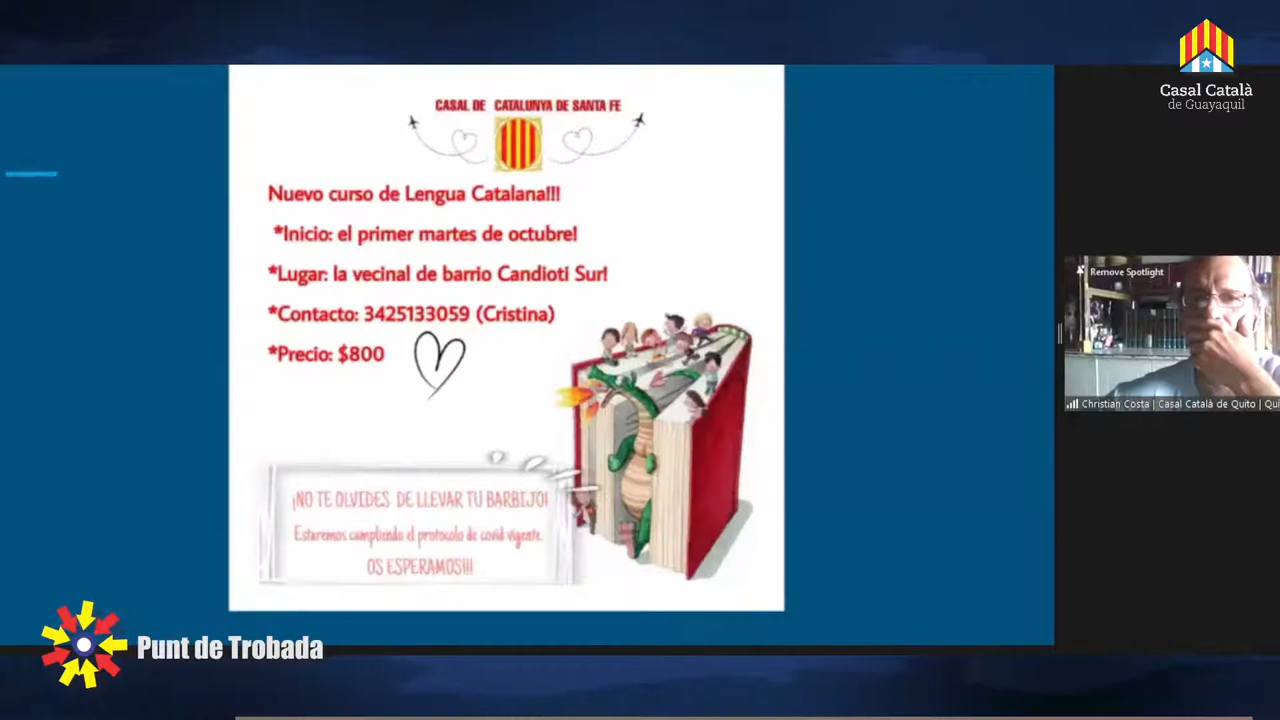 Casal Català
de Guayaquil
CASAL DE CATALUNYA DE SANTA FE
Nuevo curso de Lengua Catalana!!!
*Inicio: el primer martes de octubre!
*Lugar: la vecinal de barrio Candioti Sur!
*Contacto: 3425133059 (Cristina)
*Precio: $800
¡NO TE OLVIDES DE LLEVAR TU BARBIJO!
Estaremos cumpliendo el protocolo de covid vigente.
OS ESPERAMOS!!!
Remove Spotlight
Christian Costa | Casal Català de Quito | Qui
Punt de Trobada